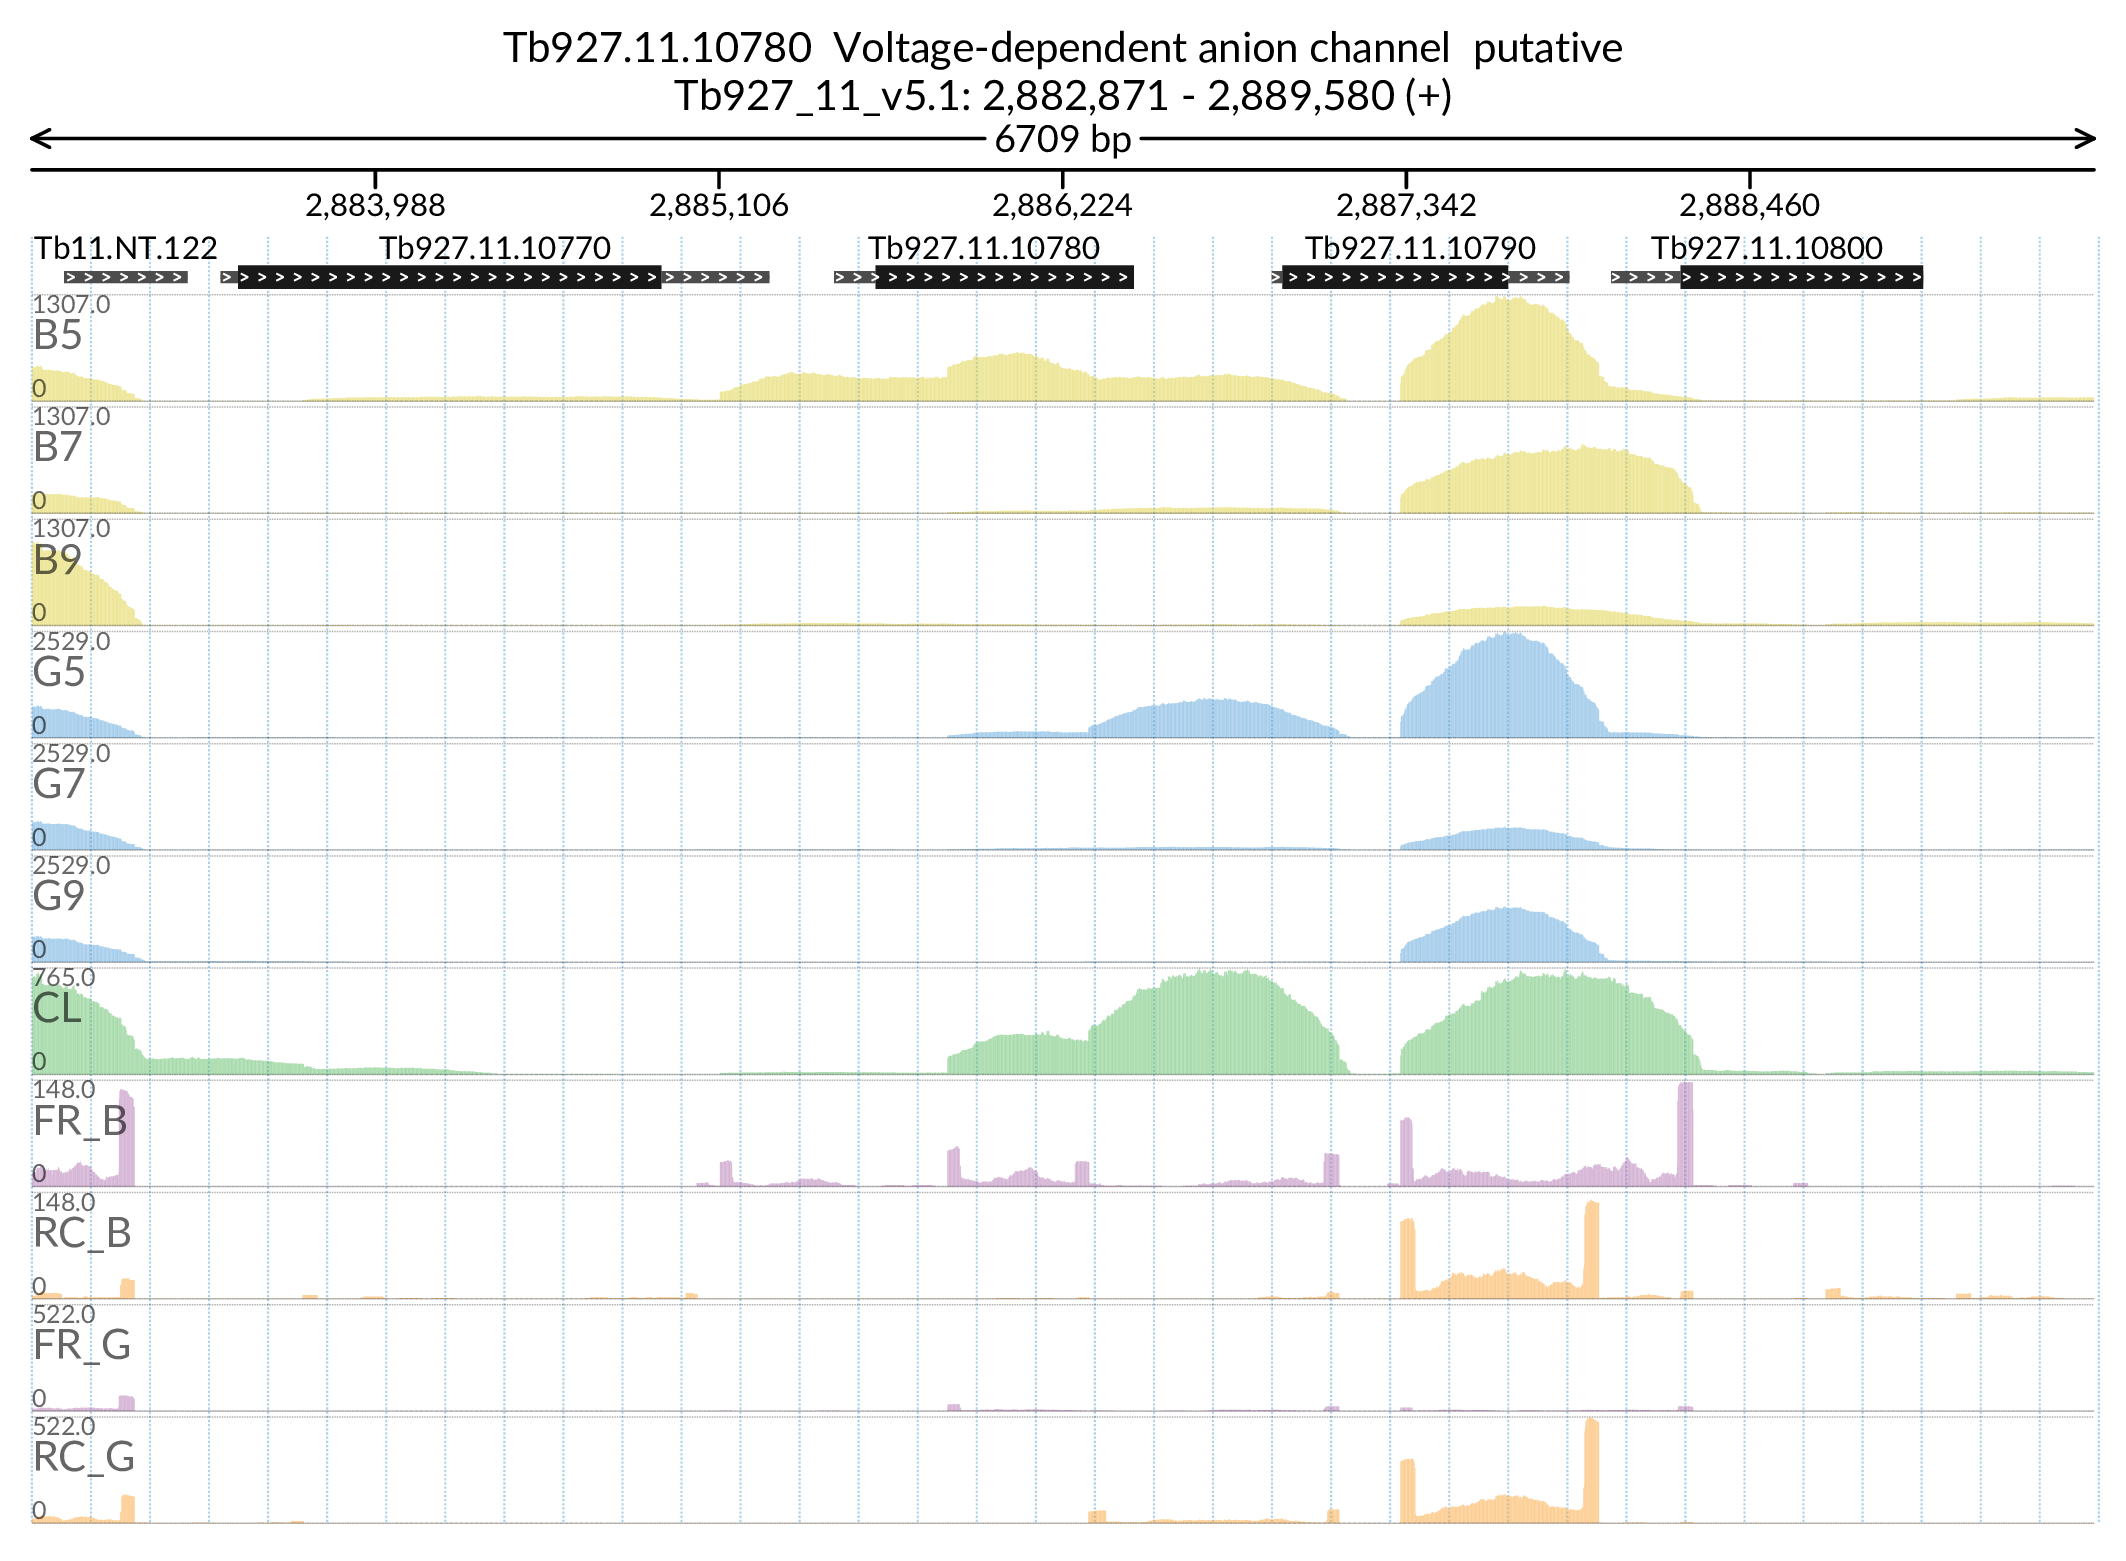 Tb927.11.10780  Voltage-dependent anion channel  putative
Tb927_11_v5.1: 2,882,871 - 2,889,580 (+)
6709 bp
2,883,988 2,885,106 2,886,224 2,887,342 2,888,460
Tb11.NT.122 Tb927.11.10770 Tb927.11.10780 Tb927.11.10790 Tb927.11.10800
1307.0
B5
0
1307.0
B7
0
1307.0
B9
0
2529.0
G5
0
2529.0
G7
0
2529.0
G9
0
765.0
CL
0
148.0
FR_B
0
148.0
RC_B
0
522.0
FR_G
0
522.0
RC_G
0